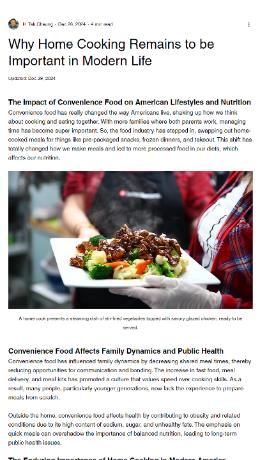 H Tek Cheung · Dec 29, 2024 · 4 min read
Why Home Cooking Remains to be
Important in Modern Life
Updated: Dec 29, 2024
The Impact of Convenience Food on American Lifestyles and Nutrition
Convenience food has really changed the way Americans live, shaking up how we think
about cooking and eating together. With more families where both parents work, managing
time has become super important. So, the food industry has stepped in, swapping out home-
cooked meals for things like pre-packaged snacks, frozen dinners, and takeout. This shift has
totally changed how we make meals and led to more processed food in our diets, which
affects our nutrition.
A home cook presents a steaming dish of stir-fried vegetables topped with savory glazed chicken, ready to be
served.
Convenience Food Affects Family Dynamics and Public Health
Convenience food has influenced family dynamics by decreasing shared meal times, thereby
reducing opportunities for communication and bonding. The increase in fast food, meal
delivery, and meal kits has promoted a culture that values speed over cooking skills. As a
result, many people, particularly younger generations, now lack the experience to prepare
meals from scratch.
Outside the home, convenience food affects health by contributing to obesity and related
conditions due to its high content of sodium, sugar, and unhealthy fats. The emphasis on
quick meals can overshadow the importance of balanced nutrition, leading to long-term
public health issues.
The Enduring Importance of Home Cooking in Modern America